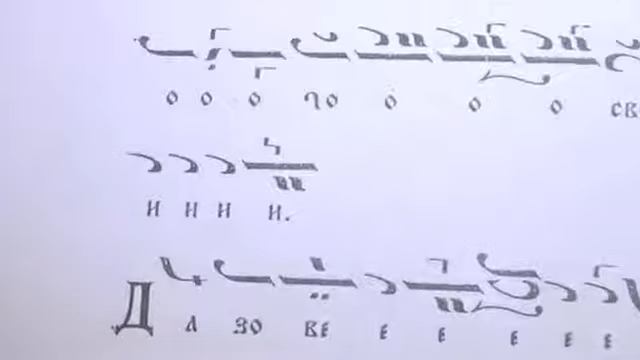 о о о го о о о св
и и и и.
Д а зо ве е е е е е